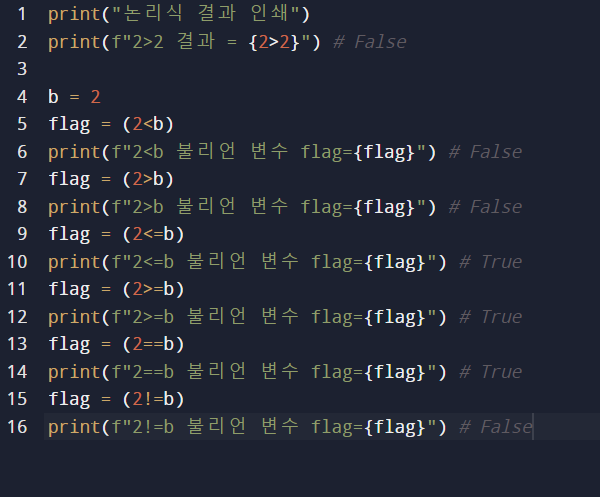 1 print("논리식 결과 인쇄")
2 print(f"2>2 결과 = {2>2}") # False
3
4 b = 2
5 flag = (2<b)
6 print(f"2<b 불리언 변수 flag={flag}") # False
7 flag = (2>b)
8 print(f"2>b 불리언 변수 flag={flag}") # False
9 flag = (2<=b)
10 print(f"2<=b 불리언 변수 flag={flag}") # True
11 flag = (2>=b)
12 print(f"2>=b 불리언 변수 flag={flag}") # True
13 flag = (2==b)
14 print(f"2==b 불리언 변수 flag={flag}") # True
15 flag = (2!=b)
16 print(f"2!=b 불리언 변수 flag={flag}") # False